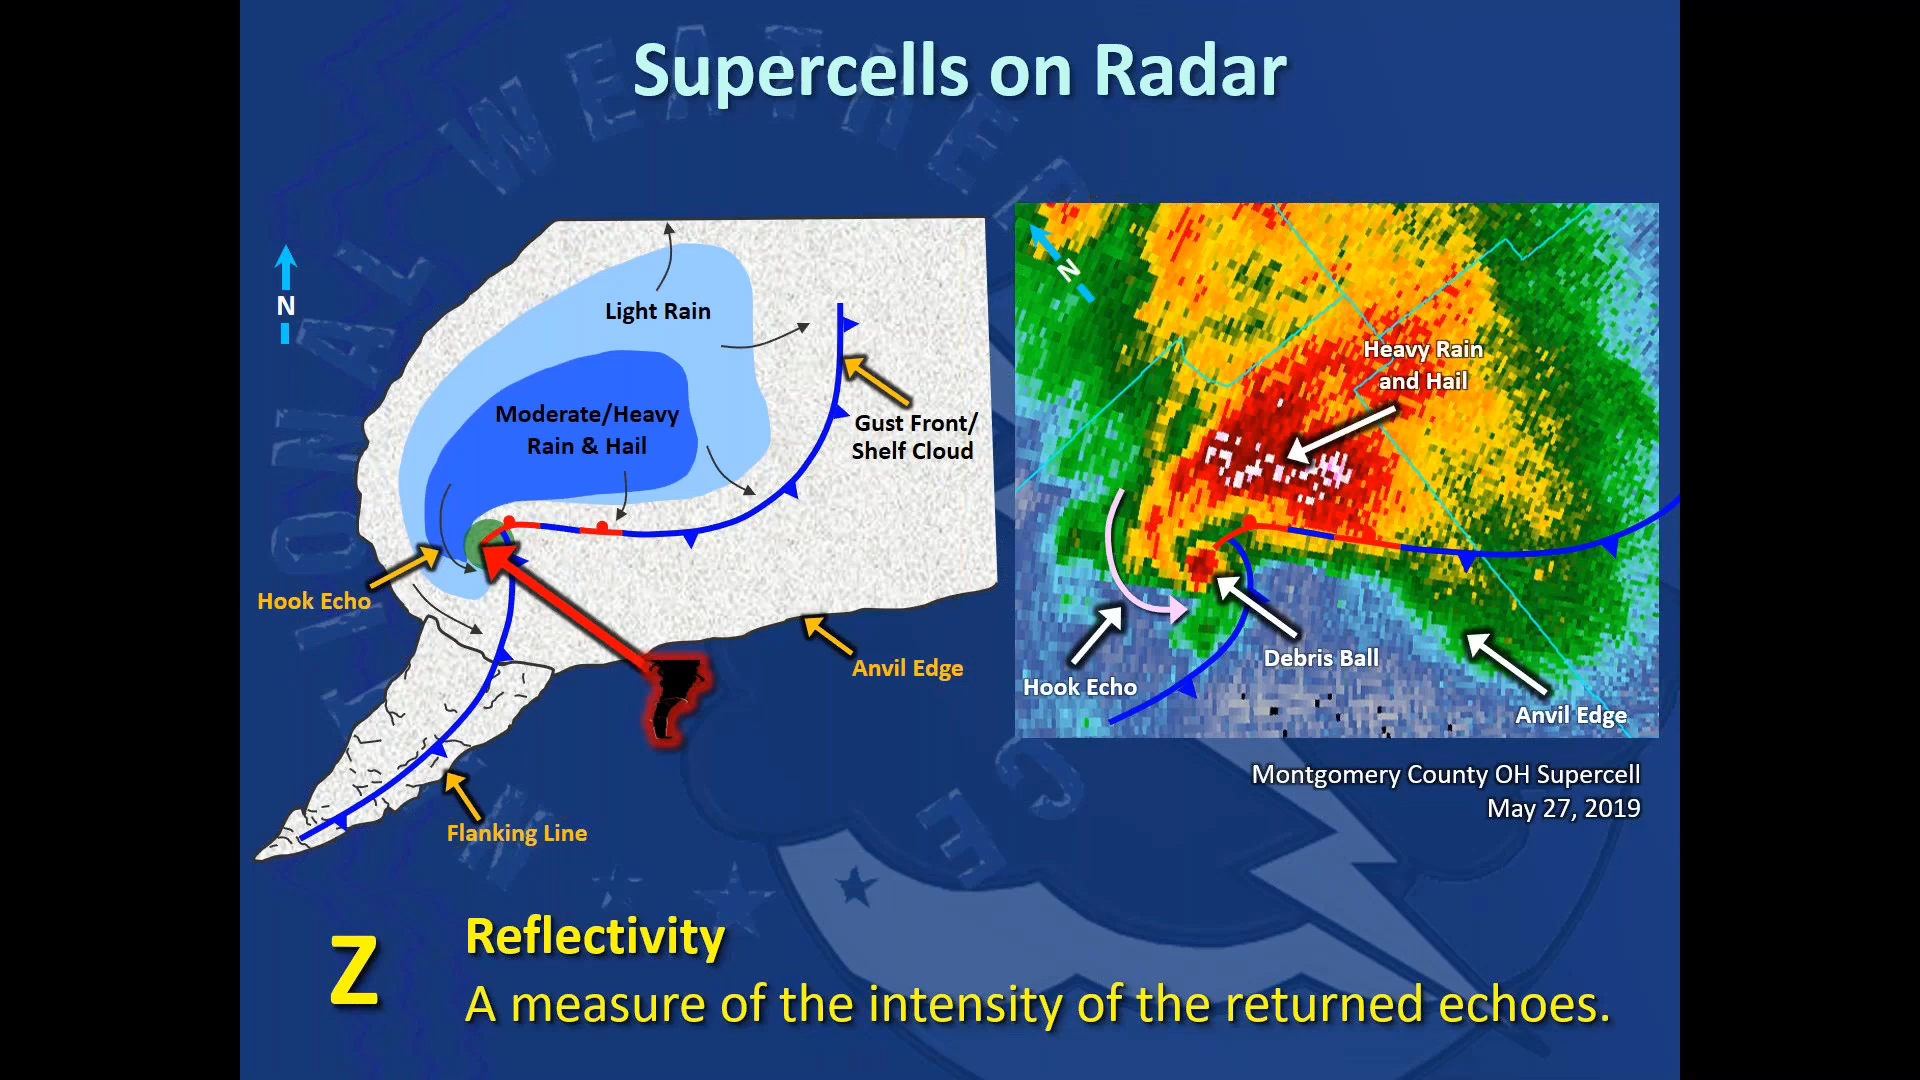 Supercells on Radar
N
Light Rain
Moderate/Heavy
Rain & Hail
Gust Front/
Shelf Cloud
Hook Echo
Anvil Edge
Flanking Line
N
Heavy Rain
and Hail
Debris Ball
Hook Echo
Anvil Edge
Montgomery County OH Supercell
May 27, 2019
Z
Reflectivity
A measure of the intensity of the returned echoes.